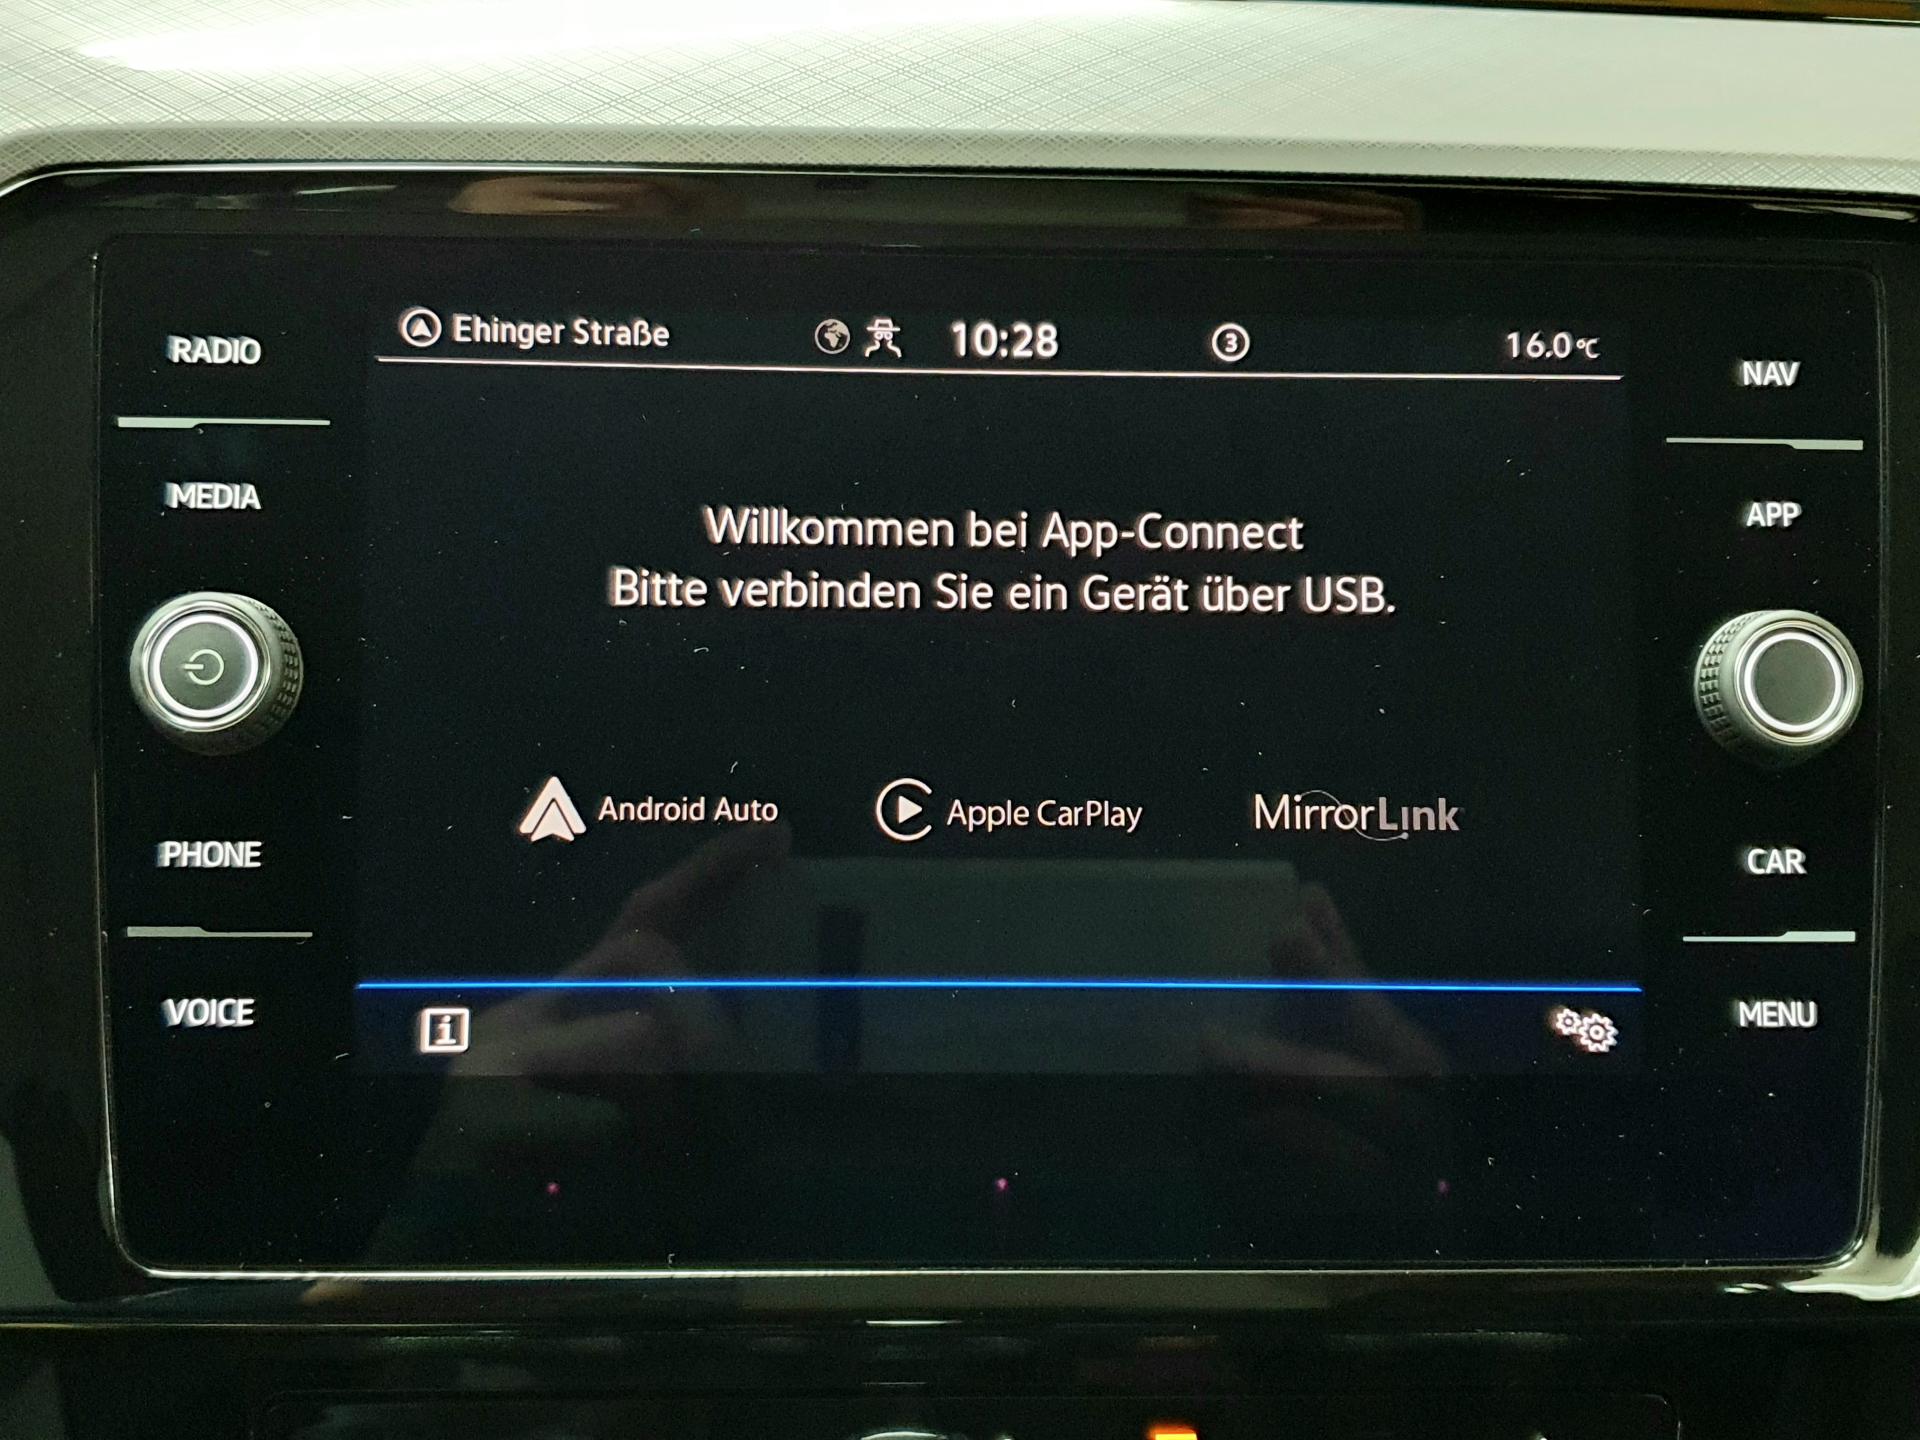 Ehinger Straße 10:28 3 16.0°C
RADIO
NAV
MEDIA
APP
Willkommen bei App-Connect
Bitte verbinden Sie ein Gerät über USB.
Android Auto Apple CarPlay MirrorLink
PHONE
CAR
VOICE
MENU
i